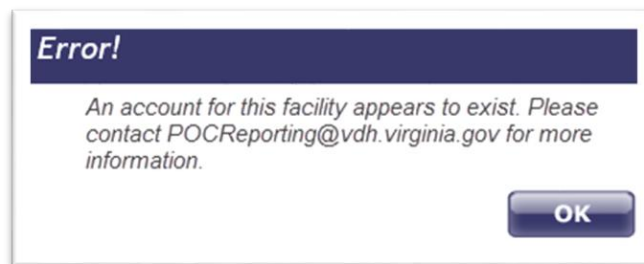 Error!
An account for this facility appears to exist. Please
contact POCReporting@vdh.virginia.gov for more
information.
OK